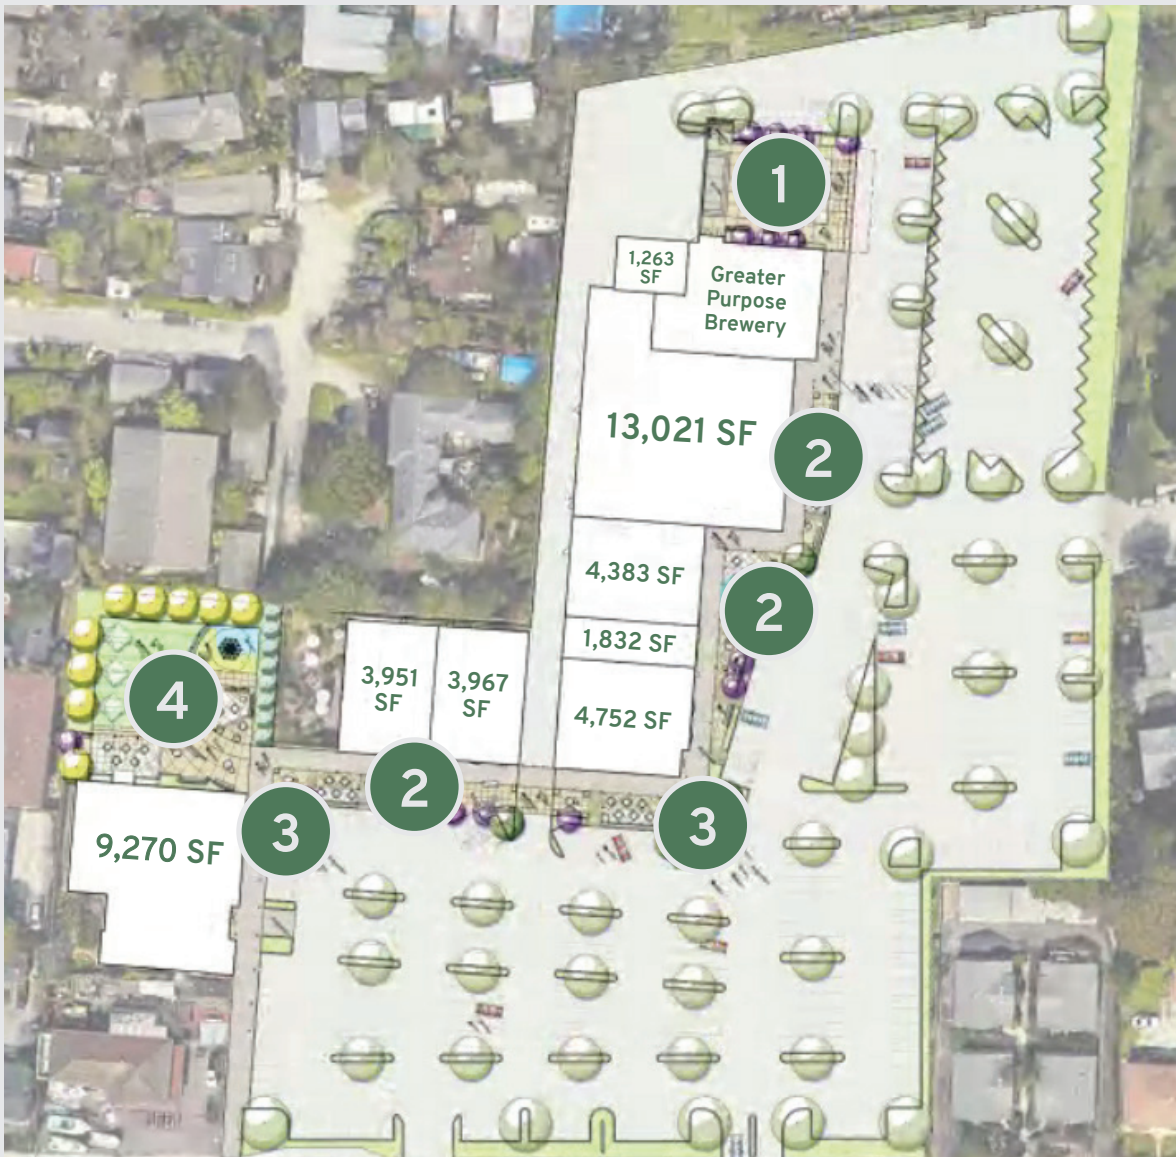 1
1,263
SF
Greater
Purpose
Brewery
13,021 SF
2
4,383 SF
2
1,832 SF
3,951
SF
3,967
SF
4
4,752 SF
2
3
3
9,270 SF